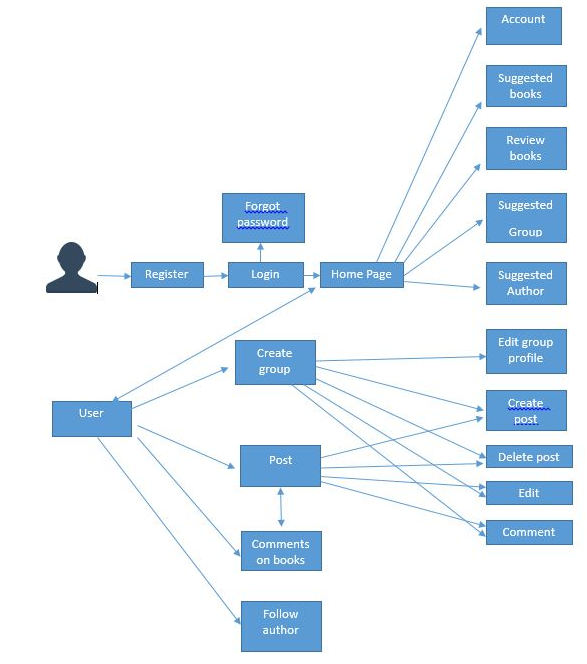 Account
Suggested
books
Review
books
Forgot
password
Suggested
Group
Register
Login
Home Page
Suggested
Author
Create
group
Edit group
profile
User
Create
post
Post
Delete post
Edit
Comment
Comments
on books
Follow
author